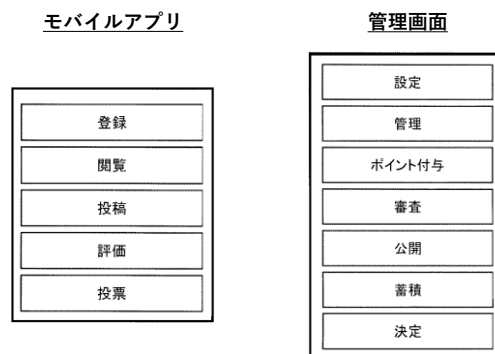 モバイルアプリ
登録
閲覧
投稿
評価
投票
管理画面
設定
管理
ポイント付与
審査
公開
蓄積
決定